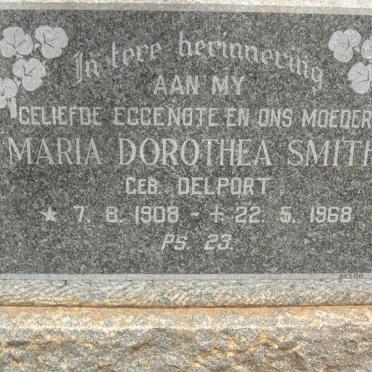 In tere herinnering
AAN MY
GELIEFDE EGGENOTE EN ONS MOEDER
MARIA DOROTHEA SMITH
GEB. DELPORT
★ 7. 8. 1908 - + 22. 5. 1968
Ps. 23.